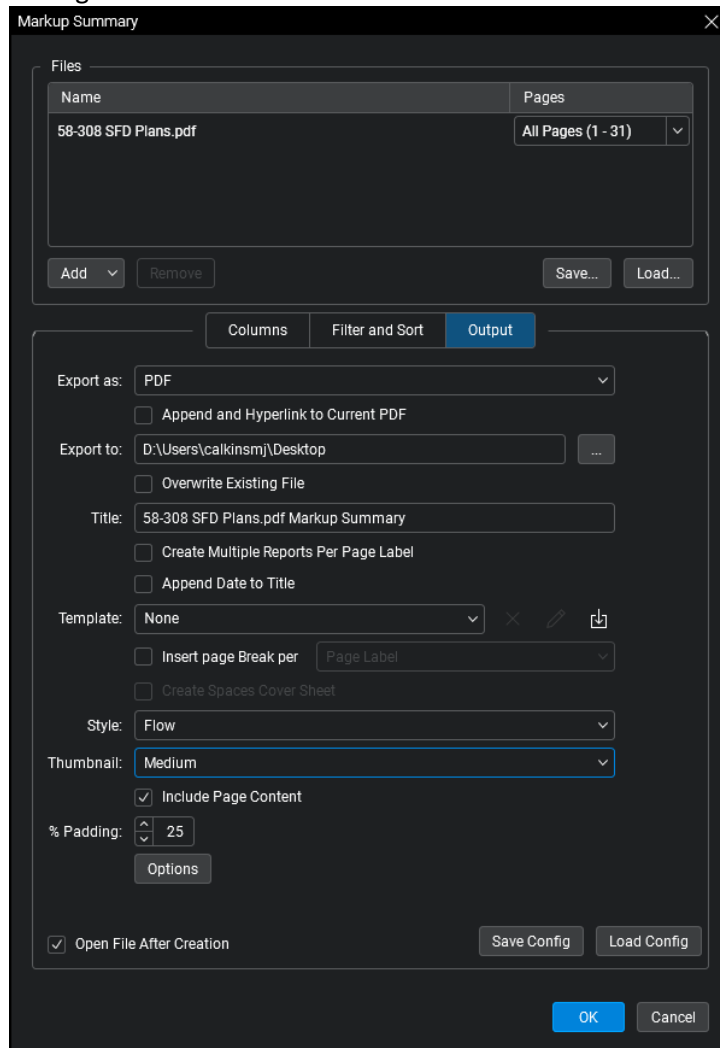 Markup Summary
Files
Name Pages
58-308 SFD Plans.pdf All Pages (1 - 31)
Add Remove Save... Load...
Columns Filter and Sort Output
Export as: PDF
Append and Hyperlink to Current PDF
Export to: D:\Users\calkinsmj\Desktop ...
Overwrite Existing File
Title: 58-308 SFD Plans.pdf Markup Summary
Create Multiple Reports Per Page Label
Append Date to Title
Template: None
Insert page Break per Page Label
Create Spaces Cover Sheet
Style: Flow
Thumbnail: Medium
Include Page Content
% Padding: 25
Options
Open File After Creation Save Config Load Config
OK Cancel